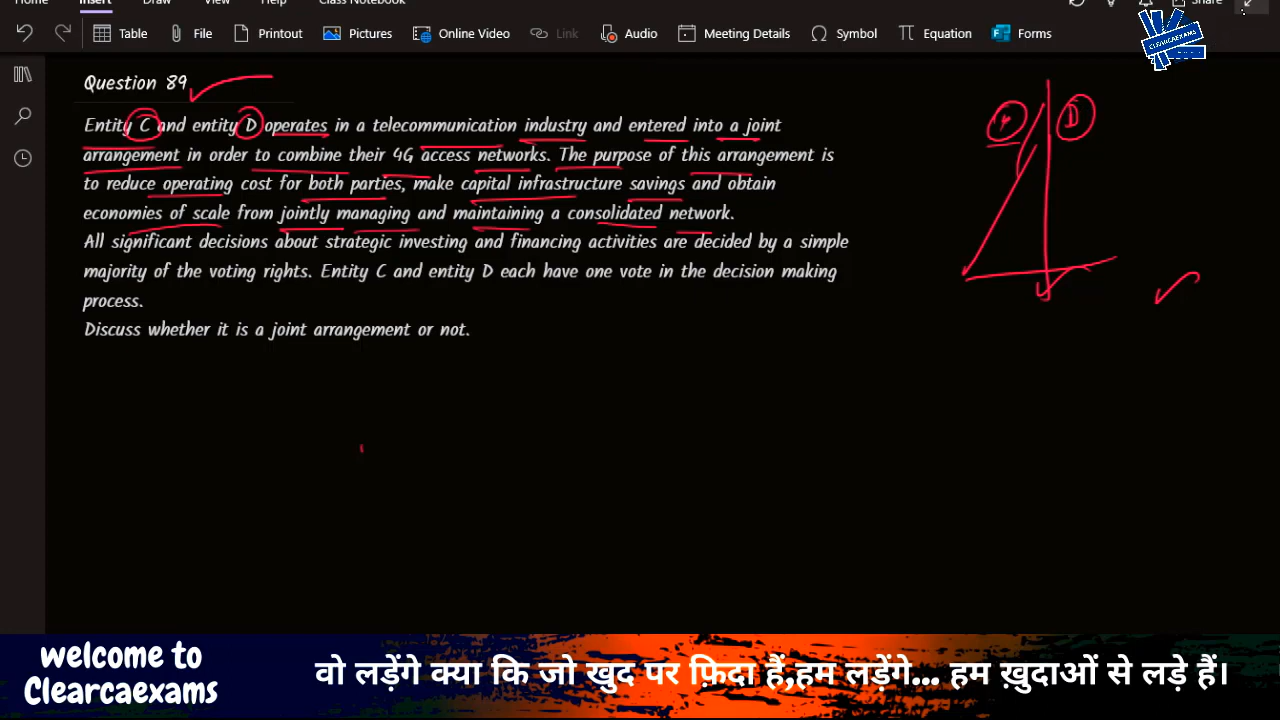 Home Insert Draw View Help Class Notebook
Share
Table File Printout Pictures Online Video Link Audio Meeting Details Symbol Equation Forms
CLEARCAEXAMS
Question 89
Entity C and entity D operates in a telecommunication industry and entered into a joint
arrangement in order to combine their 4G access networks. The purpose of this arrangement is
to reduce operating cost for both parties, make capital infrastructure savings and obtain
economies of scale from jointly managing and maintaining a consolidated network.
All significant decisions about strategic investing and financing activities are decided by a simple
majority of the voting rights. Entity C and entity D each have one vote in the decision making
process.
Discuss whether it is a joint arrangement or not.
D
welcome to
Clearcaexams
वो लड़ेंगे क्या कि जो खुद पर फ़िदा हैं,हम लड़ेंगे... हम ख़ुदाओं से लड़े हैं।